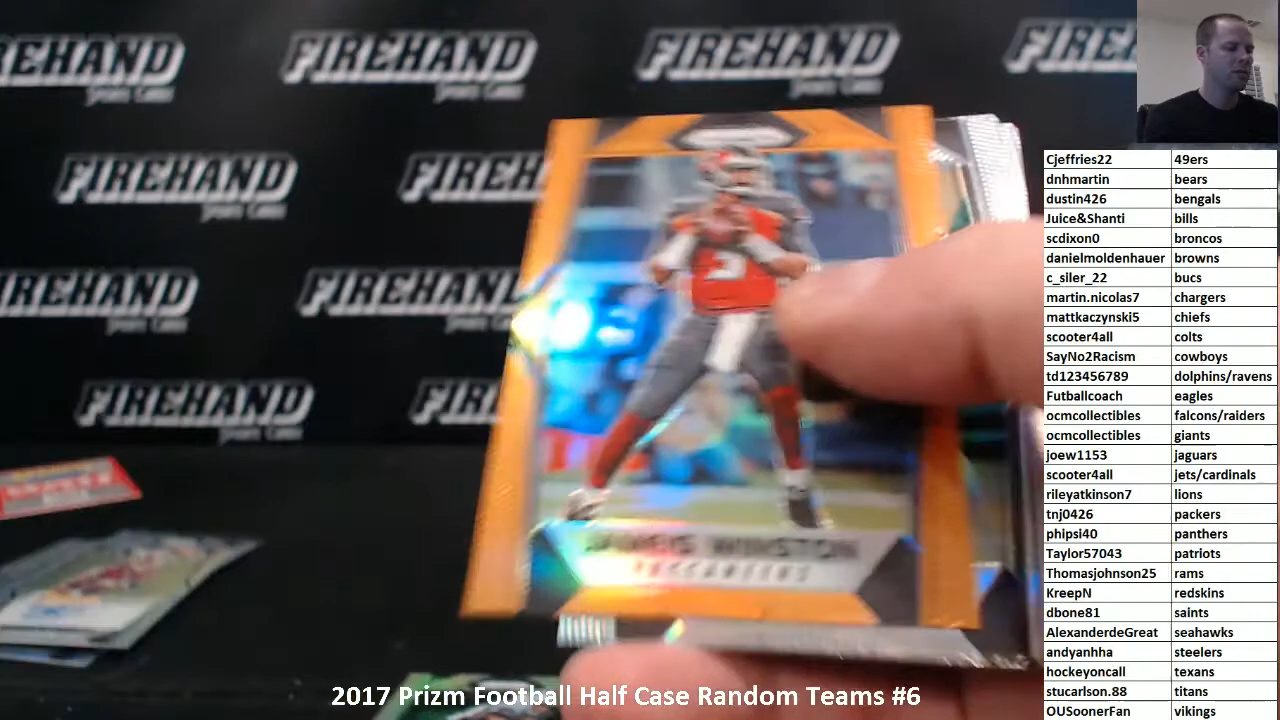 FIREHAND
FIREHAND
FIREHAND
FIREHAND
FIREHAND
FIREHAND
FIREHAND
JAMEIS WINSTON
BUCCANEERS
3
Cjeffries22 49ers
dnhmartin bears
dustin426 bengals
Juice&Shanti bills
scdixon0 broncos
danielmoldenhauer browns
c_siler_22 bucs
martin.nicolas7 chargers
mattkaczynski5 chiefs
scooter4all colts
SayNo2Racism cowboys
td123456789 dolphins/ravens
Futballcoach eagles
ocmcollectibles falcons/raiders
ocmcollectibles giants
joew1153 jaguars
scooter4all jets/cardinals
rileyatkinson7 lions
tnj0426 packers
phipsi40 panthers
Taylor57043 patriots
Thomasjohnson25 rams
KreepN redskins
dbone81 saints
AlexanderdeGreat seahawks
andyanhha steelers
hockeyoncall texans
stucarlson.88 titans
OUSoonerFan vikings
2017 Prizm Football Half Case Random Teams #6